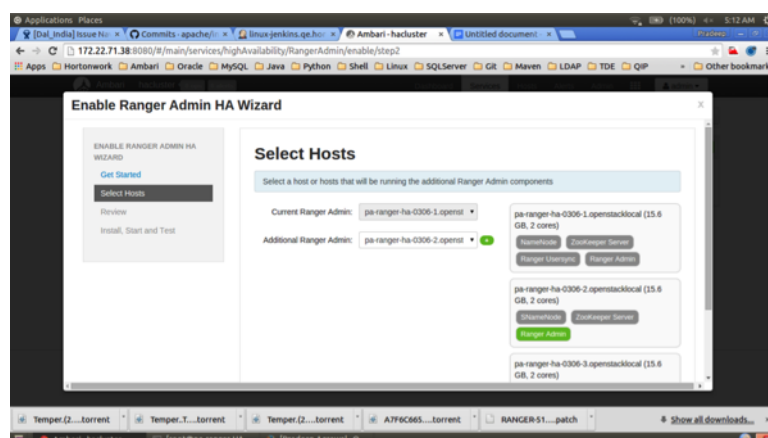 Applications Places
(100%) 5:12 AM
[Dal_India] Issue Na
Commits · apache/
linux-jenkins.qe.hor
Ambari - hacluster
Untitled document
172.22.71.38:8080/#/main/services/highAvailability/RangerAdmin/enable/step2
Apps Hortonwork Ambari Oracle MySQL Java Python Shell Linux SQLServer Git Maven LDAP TDE QIP » Other bookmark
Enable Ranger Admin HA Wizard
x
ENABLE RANGER ADMIN HA
WIZARD
Get Started
Select Hosts
Review
Install, Start and Test
Select Hosts
Select a host or hosts that will be running the additional Ranger Admin components
Current Ranger Admin: pa-ranger-ha-0306-1.openst
Additional Ranger Admin: pa-ranger-ha-0306-2.openst +
pa-ranger-ha-0306-1.openstacklocal (15.6
GB, 2 cores)
NameNode ZooKeeper Server
Ranger Usersync Ranger Admin
pa-ranger-ha-0306-2.openstacklocal (15.6
GB, 2 cores)
SNameNode ZooKeeper Server
Ranger Admin
pa-ranger-ha-0306-3.openstacklocal (15.6
GB, 2 cores)
Temper.(2....torrent
Temper..T....torrent
Temper.(2....torrent
A7F6C665....torrent
RANGER-51....patch
Show all downloads...